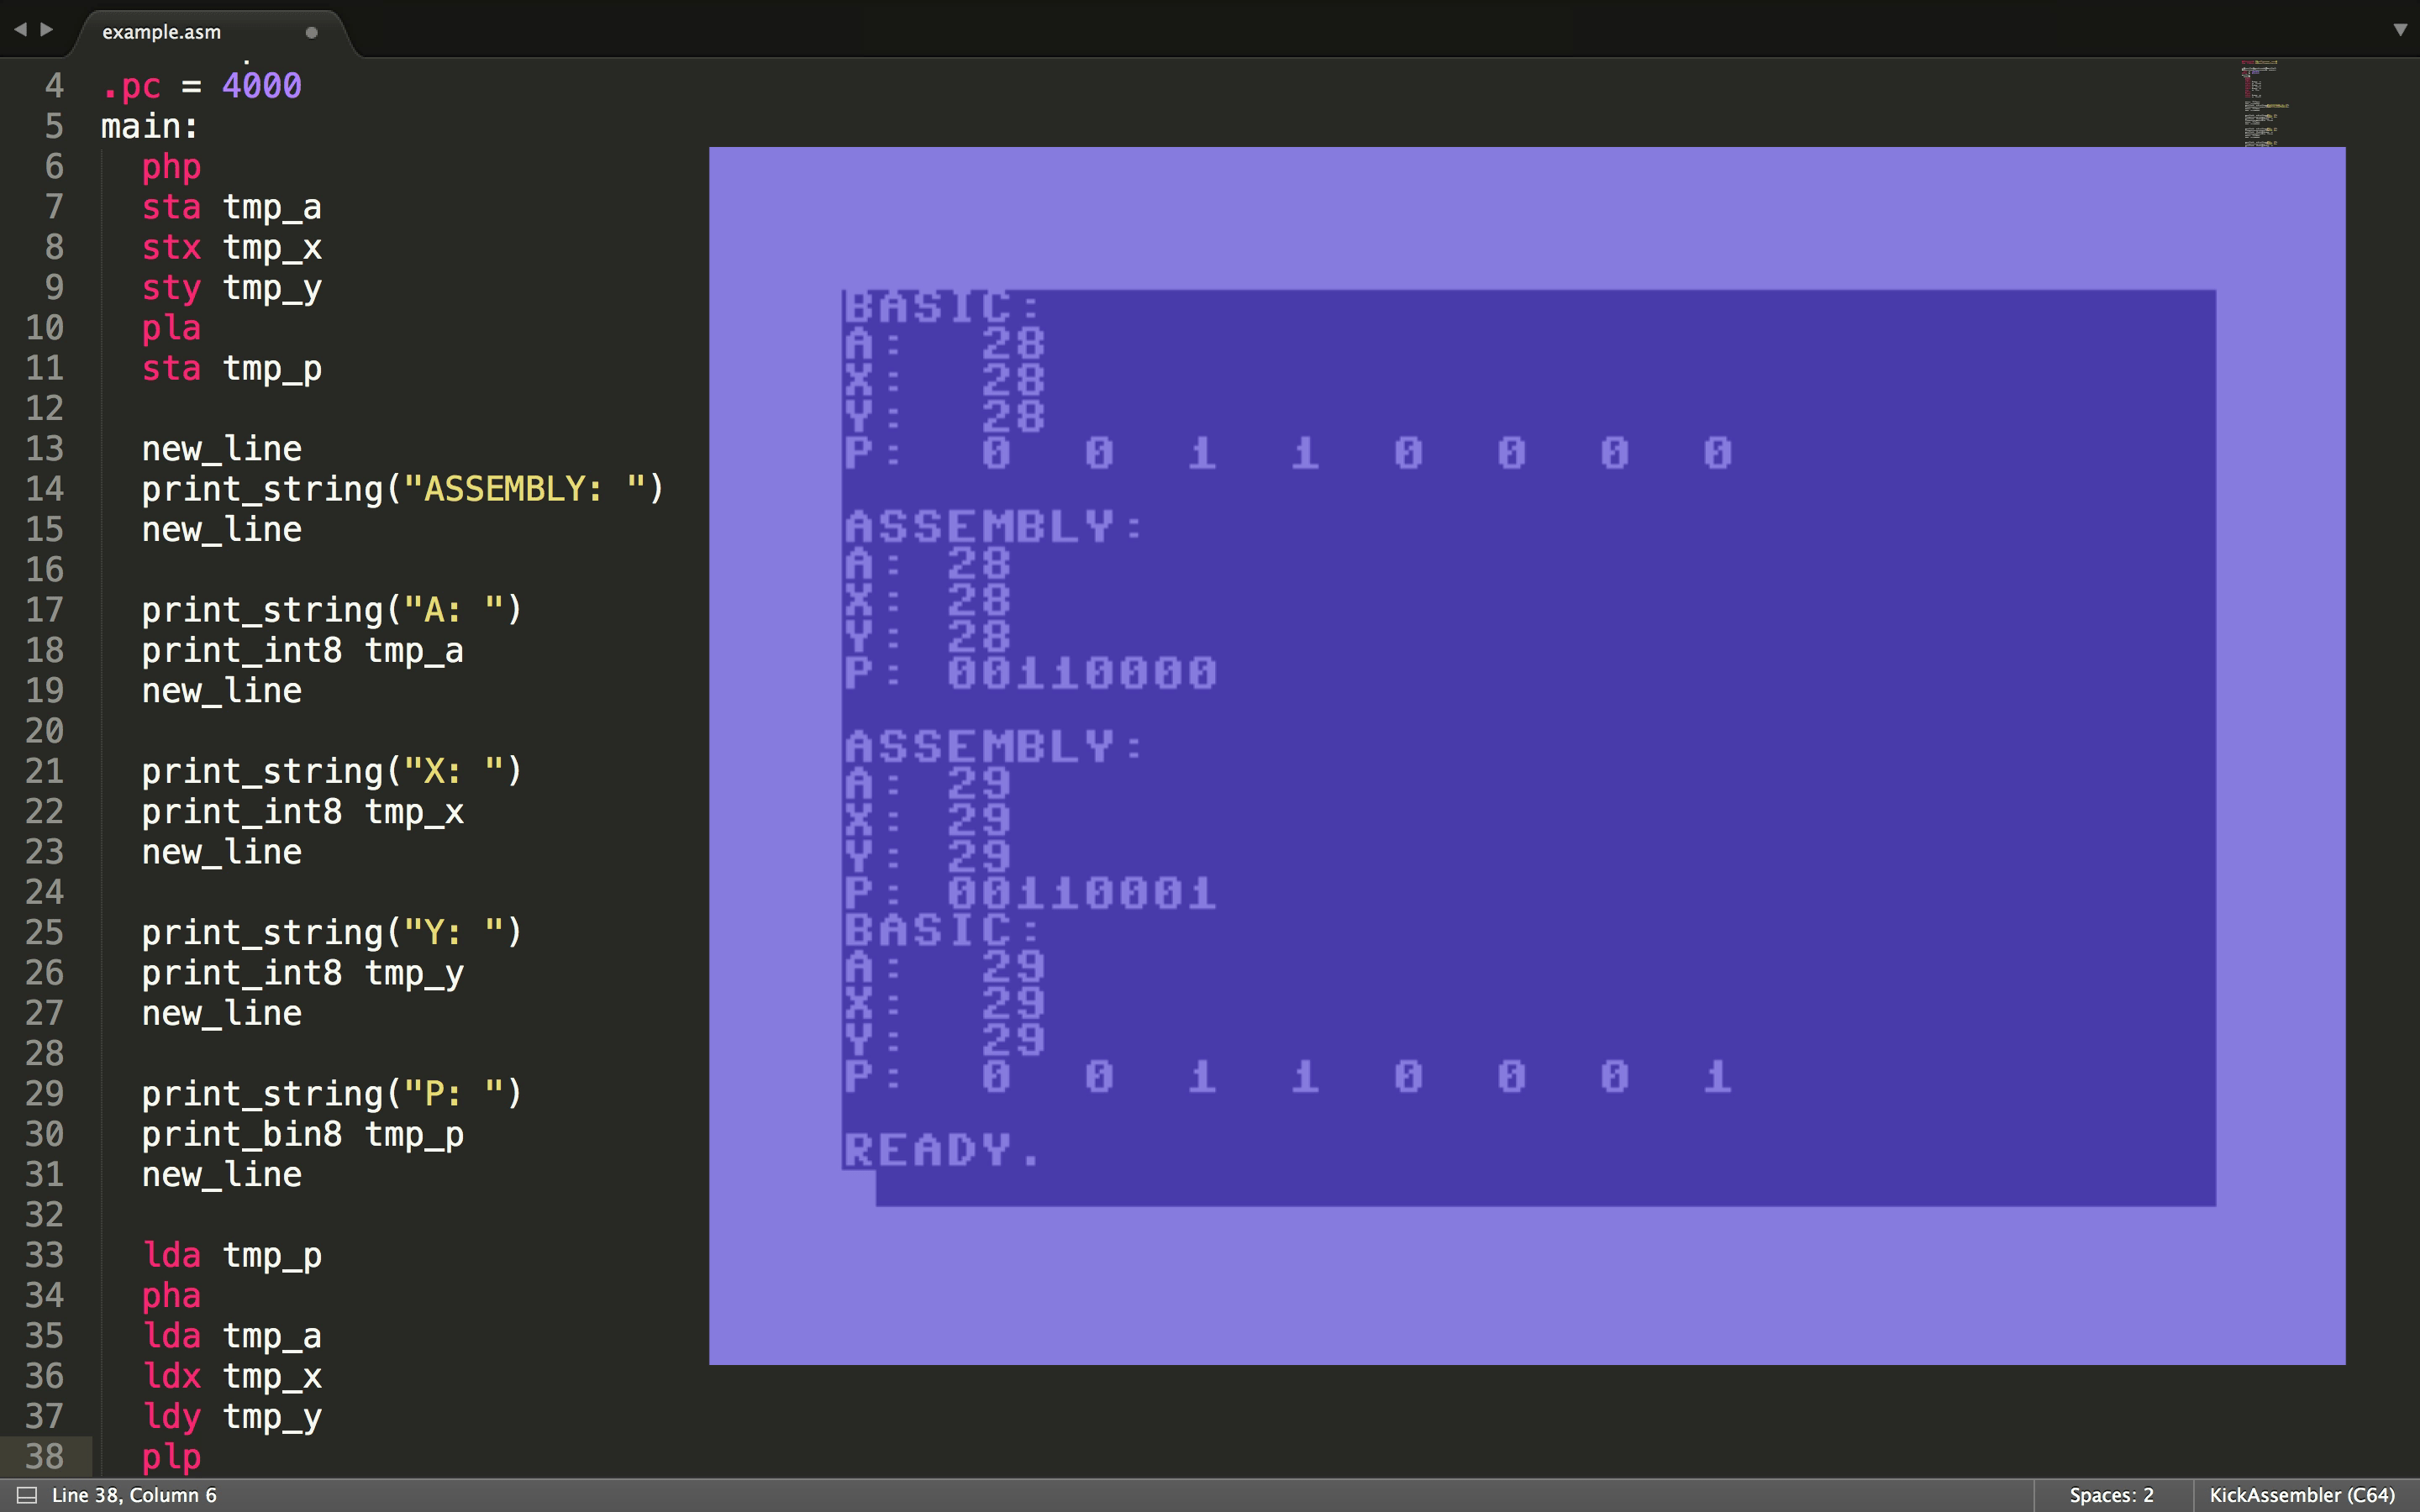 example.asm
4 .pc = 4000
5 main:
6 php
7 sta tmp_a
8 stx tmp_x
9 sty tmp_y
10 pla
11 sta tmp_p
12
13 new_line
14 print_string("ASSEMBLY: ")
15 new_line
16
17 print_string("A: ")
18 print_int8 tmp_a
19 new_line
20
21 print_string("X: ")
22 print_int8 tmp_x
23 new_line
24
25 print_string("Y: ")
26 print_int8 tmp_y
27 new_line
28
29 print_string("P: ")
30 print_bin8 tmp_p
31 new_line
32
33 lda tmp_p
34 pha
35 lda tmp_a
36 ldx tmp_x
37 ldy tmp_y
38 plp
BASIC:
A: 28
X: 28
Y: 28
P: 0 0 1 1 0 0 0 0
ASSEMBLY:
A: 28
X: 28
Y: 28
P: 00110000
ASSEMBLY:
A: 29
X: 29
Y: 29
P: 00110001
BASIC:
A: 29
X: 29
Y: 29
P: 0 0 1 1 0 0 0 1
READY.
Line 38, Column 6
Spaces: 2
KickAssembler (C64)